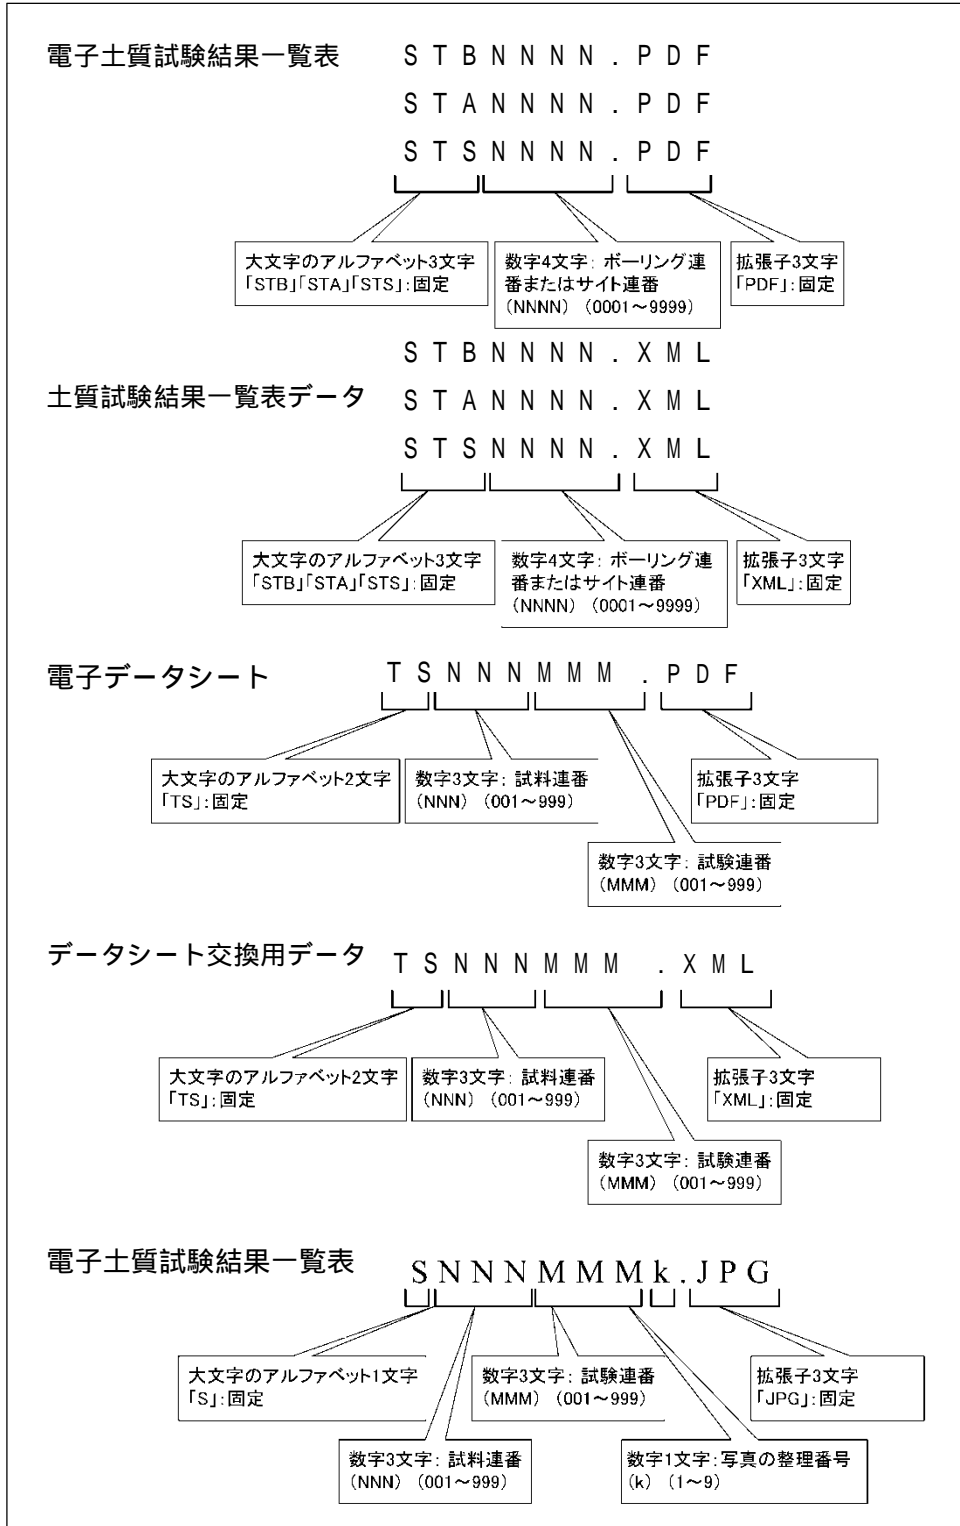 電子土質試験結果一覧表
STBNNNN.PDF
STANNNN.PDF
STSNNNN.PDF
大文字のアルファベット3文字
「STB」「STA」「STS」:固定
数字4文字: ボーリング連
番またはサイト連番
(NNNN) (0001~9999)
拡張子3文字
「PDF」:固定
土質試験結果一覧表データ
STBNNNN.XML
STANNNN.XML
STSNNNN.XML
大文字のアルファベット3文字
「STB」「STA」「STS」:固定
数字4文字: ボーリング連
番またはサイト連番
(NNNN) (0001~9999)
拡張子3文字
「XML」:固定
電子データシート
TSNNNMMM.PDF
大文字のアルファベット2文字
「TS」:固定
数字3文字: 試料連番
(NNN) (001~999)
拡張子3文字
「PDF」:固定
数字3文字: 試験連番
(MMM) (001~999)
データシート交換用データ
TSNNNMMM.XML
大文字のアルファベット2文字
「TS」:固定
数字3文字: 試料連番
(NNN) (001~999)
拡張子3文字
「XML」:固定
数字3文字: 試験連番
(MMM) (001~999)
電子土質試験結果一覧表
SNNNMMMk.JPG
大文字のアルファベット1文字
「S」:固定
数字3文字: 試験連番
(MMM) (001~999)
拡張子3文字
「JPG」:固定
数字3文字: 試料連番
(NNN) (001~999)
数字1文字:写真の整理番号
(k) (1~9)